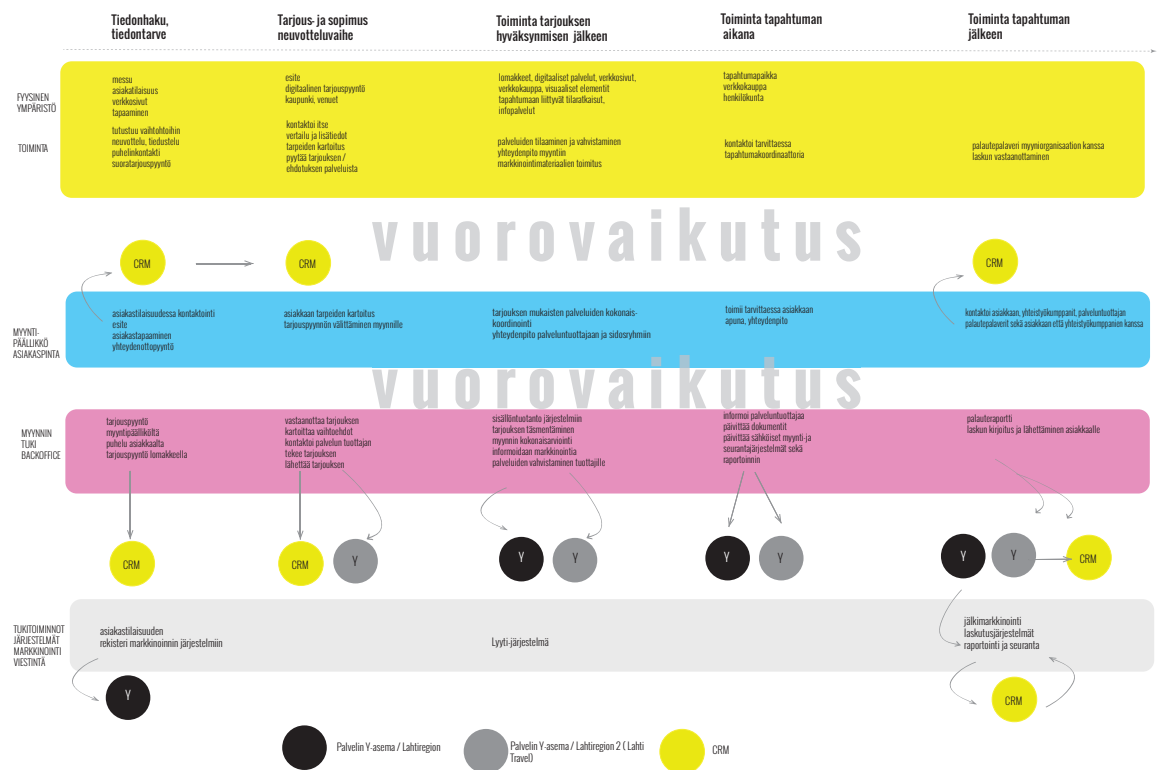 Tiedonhaku,
tiedontarve
Tarjous- ja sopimus
neuvotteluvaihe
Toiminta tarjouksen
hyväksynmisen jälkeen
Toiminta tapahtuman
aikana
Toiminta tapahtuman
jälkeen
FYYSINEN
YMPÄRISTÖ
messu
asiakastilaisuus
verkkosivut
tapaaminen
esite
digitaalinen tarjouspyyntö
kaupunki, venuet
lomakkeet, digitaaliset palvelut, verkkosivut,
verkkokauppa, visuaaliset elementit
tapahtumaan liittyvät tilaratkaisut,
infopalvelut
tapahtumapaikka
verkkokauppa
henkilökunta
TOIMINTA
tutustuu vaihtohtoihin
neuvottelu, tiedustelu
puhelinkontakti
suoratarjouspyyntö
kontaktoi itse
vertailu ja lisätiedot
tarpeiden kartoitus
pyytää tarjouksen /
ehdotuksen palveluista
palveluiden tilaaminen ja vahvistaminen
yhteydenpito myyntiin
markkinointimateriaalien toimitus
kontaktoi tarvittaessa
tapahtumakoordinaattoria
palautepalaveri myyniorganisaation kanssa
laskun vastaanottaminen
vuorovaikutus
CRM
CRM
CRM
MYYNTI-
PÄÄLLIKKÖ
ASIAKASPINTA
asiakastilaisuudessa kontaktointi
esite
asiakastapaaminen
yhteydenottopyyntö
asiakkaan tarpeiden kartoitus
tarjouspyynnön välittäminen myynnille
tarjouksen mukaisten palveluiden kokonais-
koordinointi
yhteydenpito palveluntuottajaan ja sidosryhmiin
toimii tarvittaessa asiakkaan
apuna, yhteydenpito
kontaktoi asiakkaan, yhteistyökumppanit, palveluntuottajan
palautepalaverit sekä asiakkaan että yhteistyökumppanien kanssa
vuorovaikutus
MYYNNIN
TUKI
BACKOFFICE
tarjouspyyntö
myyntipäälliköltä
puhelu asiakkaalta
tarjouspyyntö lomakkeella
vastaanottaa tarjouksen
kartoittaa vaihtoehdot
kontaktoi palvelun tuottajan
tekee tarjouksen
lähettää tarjouksen
sisällöntuotanto järjestelmiin
tarjouksen täsmentäminen
myynnin kokonaisarviointi
informoidaan markkinointia
palveluiden vahvistaminen tuottajille
informoi palveluntuottajaa
päivittää dokumentit
päivittää sähköiset myynti-ja
seurantajärjestelmät sekä
raportoinnin
palauteraportti
laskun kirjoitus ja lähettäminen asiakkaalle
CRM
CRM
Y
Y
Y
Y
Y
Y
Y
CRM
TUKITOIMINNOT
JÄRJESTELMÄT
MARKKINOINTI
VIESTINTÄ
asiakastilaisuuden
rekisteri markkinoinnin järjestelmiin
Lyyti-järjestelmä
jälkimarkkinointi
laskutusjärjestelmät
raportointi ja seuranta
Y
CRM
Palvelin Y-asema / Lahtiregion
Palvelin Y-asema / Lahtiregion 2 ( Lahti
Travel)
CRM